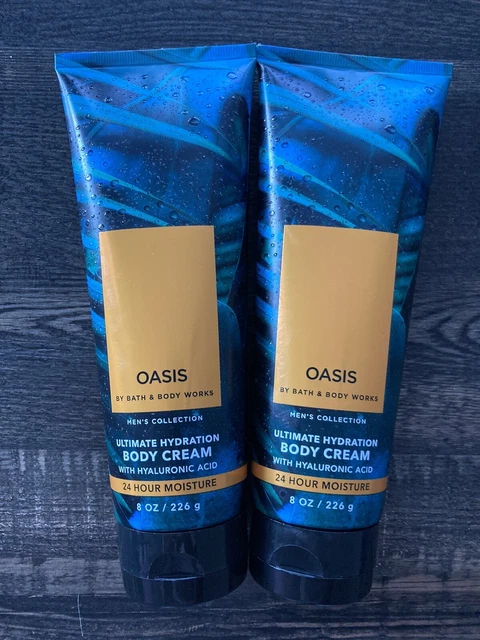 OASIS
BY BATH & BODY WORKS
MEN'S COLLECTION
ULTIMATE HYDRATION
BODY CREAM
WITH HYALURONIC ACID
24 HOUR MOISTURE
8 OZ / 226 g
OASIS
BY BATH & BODY WORKS
MEN'S COLLECTION
ULTIMATE HYDRATION
BODY CREAM
WITH HYALURONIC ACID
24 HOUR MOISTURE
8 OZ / 226 g